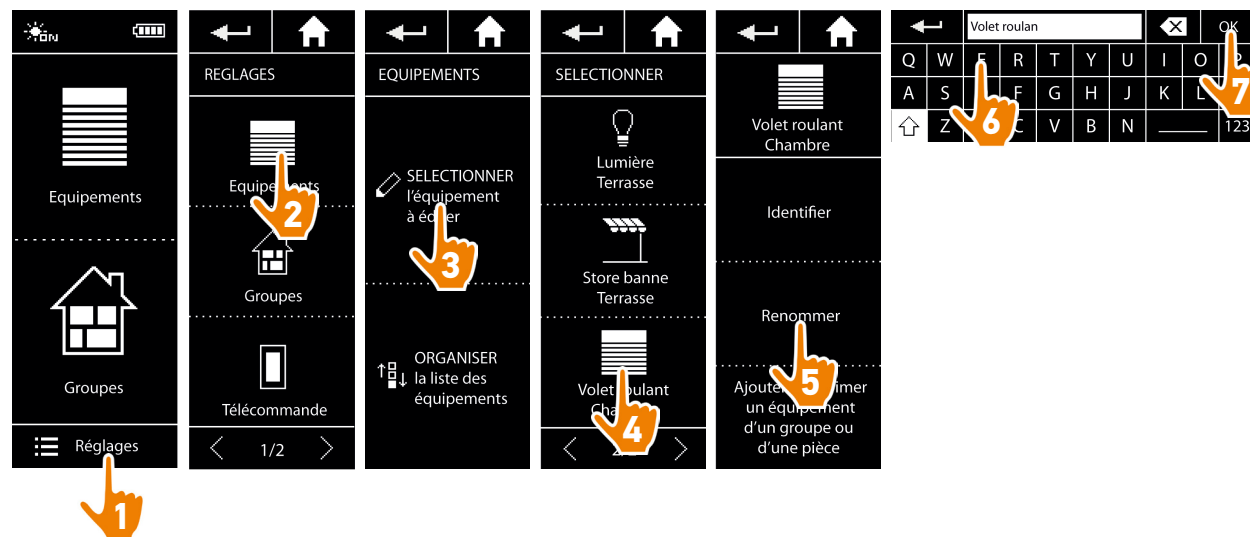 ON
Equipements
Groupes
Réglages
1
REGLAGES
Equipements
2
Groupes
Télécommande
1/2
EQUIPEMENTS
SELECTIONNER
l'équipement
à éditer
3
ORGANISER
la liste des
équipements
SELECTIONNER
Lumière
Terrasse
Store banne
Terrasse
Volet roulant
4
Volet roulant
Chambre
Identifier
Renommer
5
un équipement
d'un groupe ou
d'une pièce
Volet roulan
OK
Q W E R T Y U I O P
7
A S F G H J K L
6
Z C V B N 123